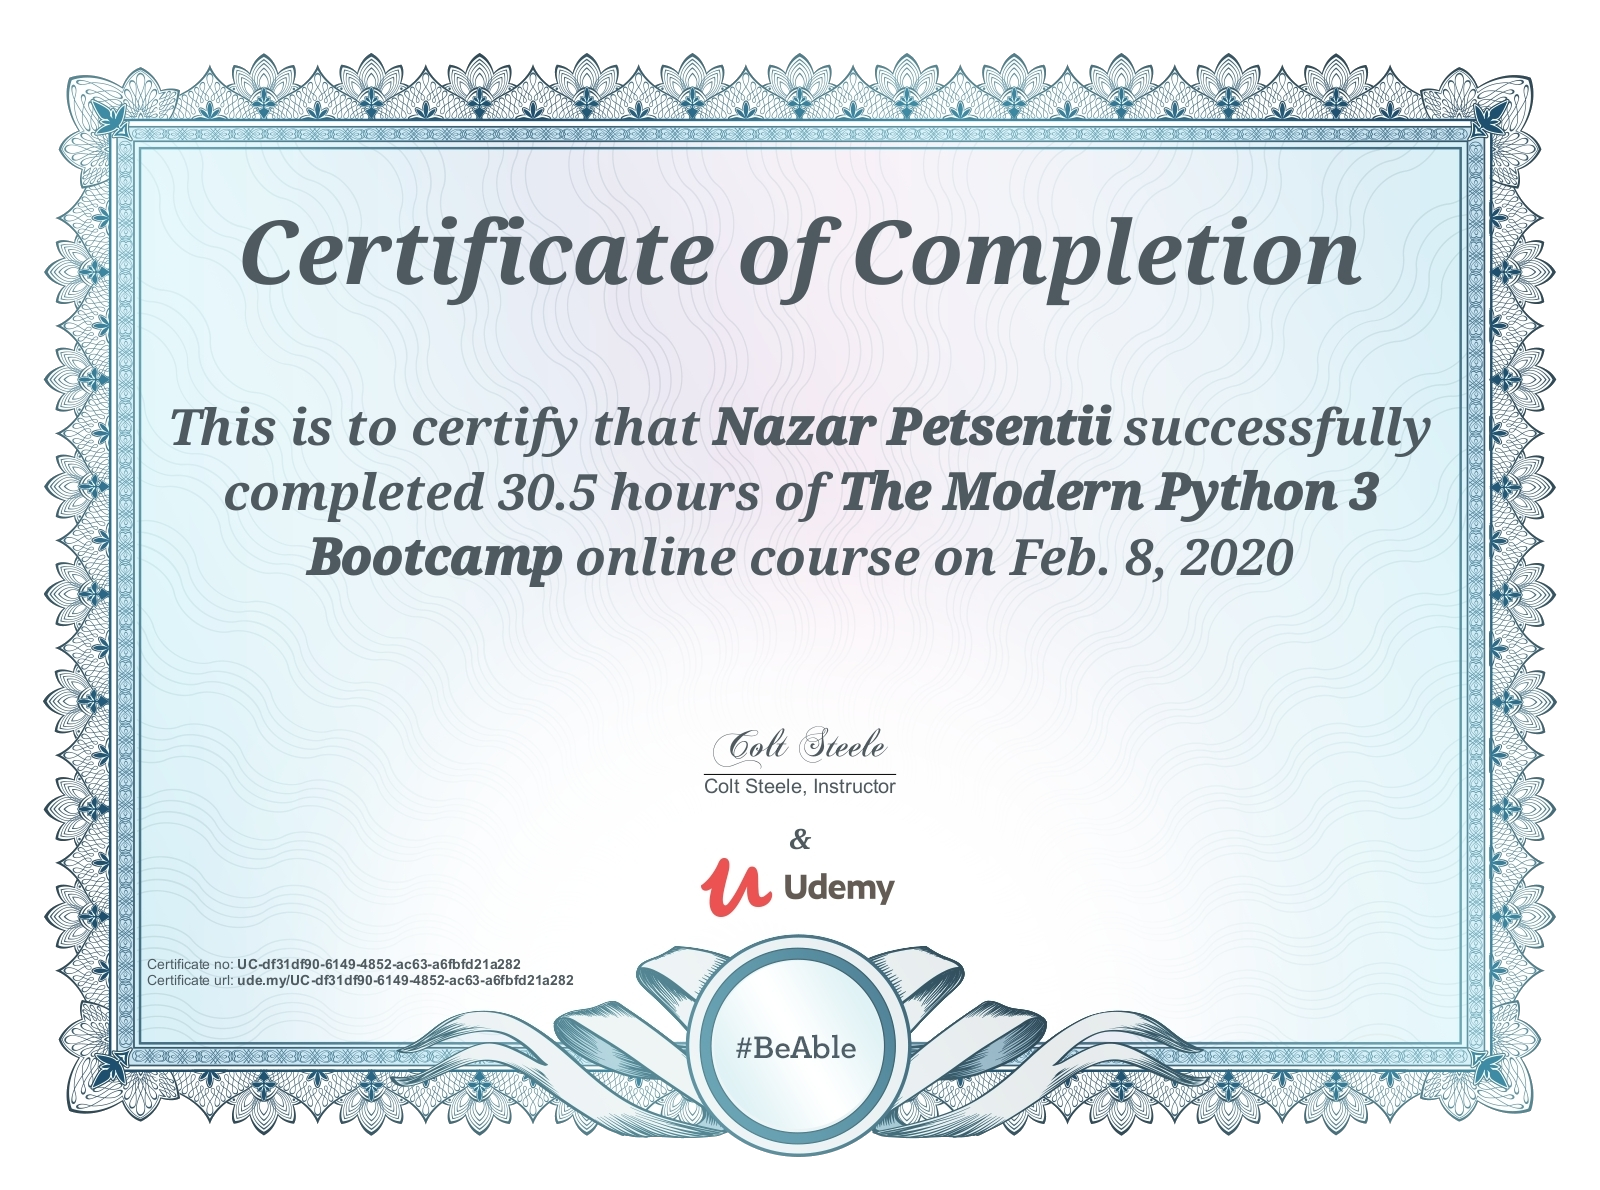 Certificate of Completion
This is to certify that Nazar Petsentii successfully
completed 30.5 hours of The Modern Python 3
Bootcamp online course on Feb. 8, 2020
Colt Steele
Colt Steele, Instructor
&
Udemy
Certificate no: UC-df31df90-6149-4852-ac63-a6fbfd21a282
Certificate url: ude.my/UC-df31df90-6149-4852-ac63-a6fbfd21a282
#BeAble